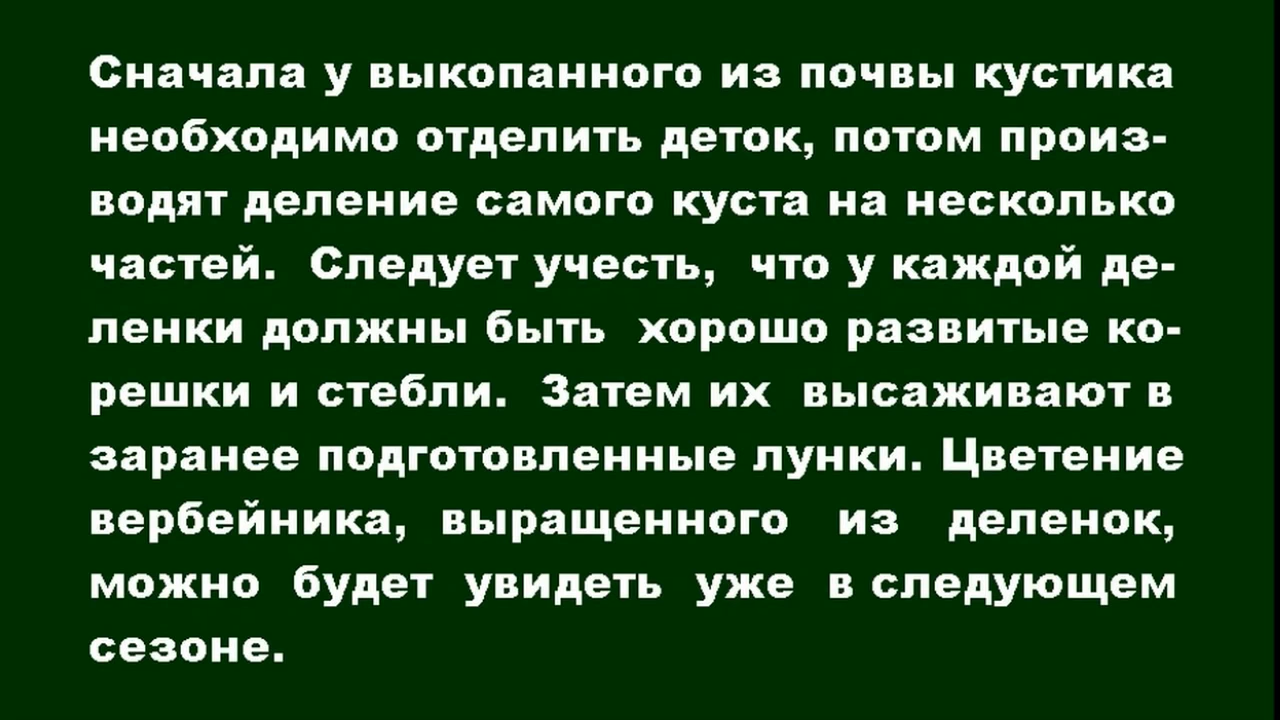 Сначала у выкопанного из почвы кустика
необходимо отделить деток, потом произ-
водят деление самого куста на несколько
частей. Следует учесть, что у каждой де-
ленки должны быть хорошо развитые ко-
решки и стебли. Затем их высаживают в
заранее подготовленные лунки. Цветение
вербейника, выращенного из деленок,
можно будет увидеть уже в следующем
сезоне.